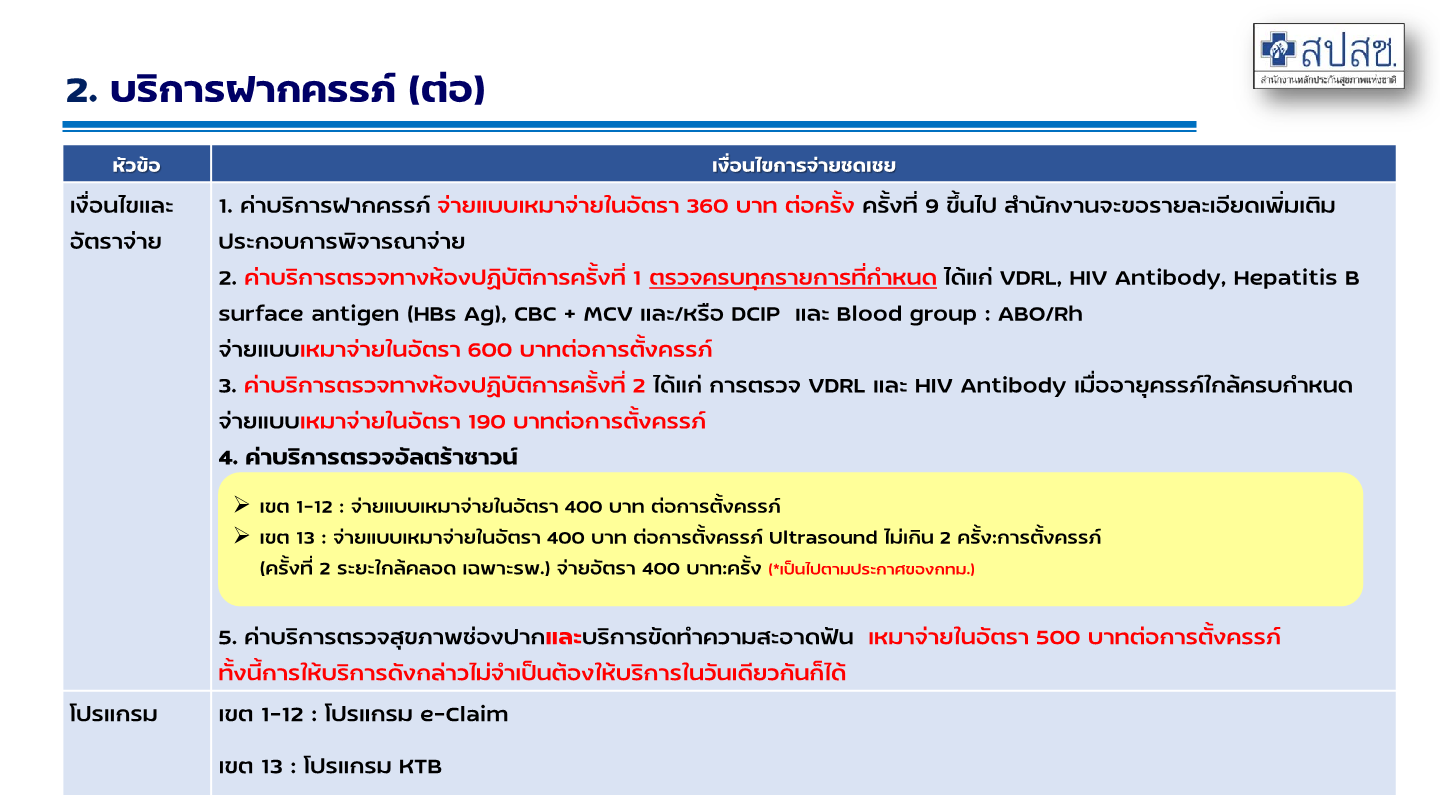 สปสช.
สำนักงานหลักประกันสุขภาพแห่งชาติ
2. บริการฝากครรภ์ (ต่อ)
หัวข้อ
เงื่อนไขการจ่ายชดเชย
เงื่อนไขและ
อัตราจ่าย
1. ค่าบริการฝากครรภ์ จ่ายแบบเหมาจ่ายในอัตรา 360 บาท ต่อครั้ง ครั้งที่ 9 ขึ้นไป สำนักงานจะขอรายละเอียดเพิ่มเติม
ประกอบการพิจารณาจ่าย
2. ค่าบริการตรวจทางห้องปฏิบัติการครั้งที่ 1 ตรวจครบทุกรายการที่กำหนด ได้แก่ VDRL, HIV Antibody, Hepatitis B
surface antigen (HBs Ag), CBC + MCV และ/หรือ DCIP และ Blood group : ABO/Rh
จ่ายแบบเหมาจ่ายในอัตรา 600 บาทต่อการตั้งครรภ์
3. ค่าบริการตรวจทางห้องปฏิบัติการครั้งที่ 2 ได้แก่ การตรวจ VDRL และ HIV Antibody เมื่ออายุครรภ์ใกล้ครบกำหนด
จ่ายแบบเหมาจ่ายในอัตรา 190 บาทต่อการตั้งครรภ์
4. ค่าบริการตรวจอัลตร้าซาวน์
➢ เขต 1-12 : จ่ายแบบเหมาจ่ายในอัตรา 400 บาท ต่อการตั้งครรภ์
➢ เขต 13 : จ่ายแบบเหมาจ่ายในอัตรา 400 บาท ต่อการตั้งครรภ์ Ultrasound ไม่เกิน 2 ครั้ง:การตั้งครรภ์
(ครั้งที่ 2 ระยะใกล้คลอด เฉพาะรพ.) จ่ายอัตรา 400 บาท:ครั้ง (*เป็นไปตามประกาศของกทม.)
5. ค่าบริการตรวจสุขภาพช่องปากและบริการขัดทำความสะอาดฟัน เหมาจ่ายในอัตรา 500 บาทต่อการตั้งครรภ์
ทั้งนี้การให้บริการดังกล่าวไม่จำเป็นต้องให้บริการในวันเดียวกันก็ได้
โปรแกรม
เขต 1-12 : โปรแกรม e-Claim
เขต 13 : โปรแกรม KTB